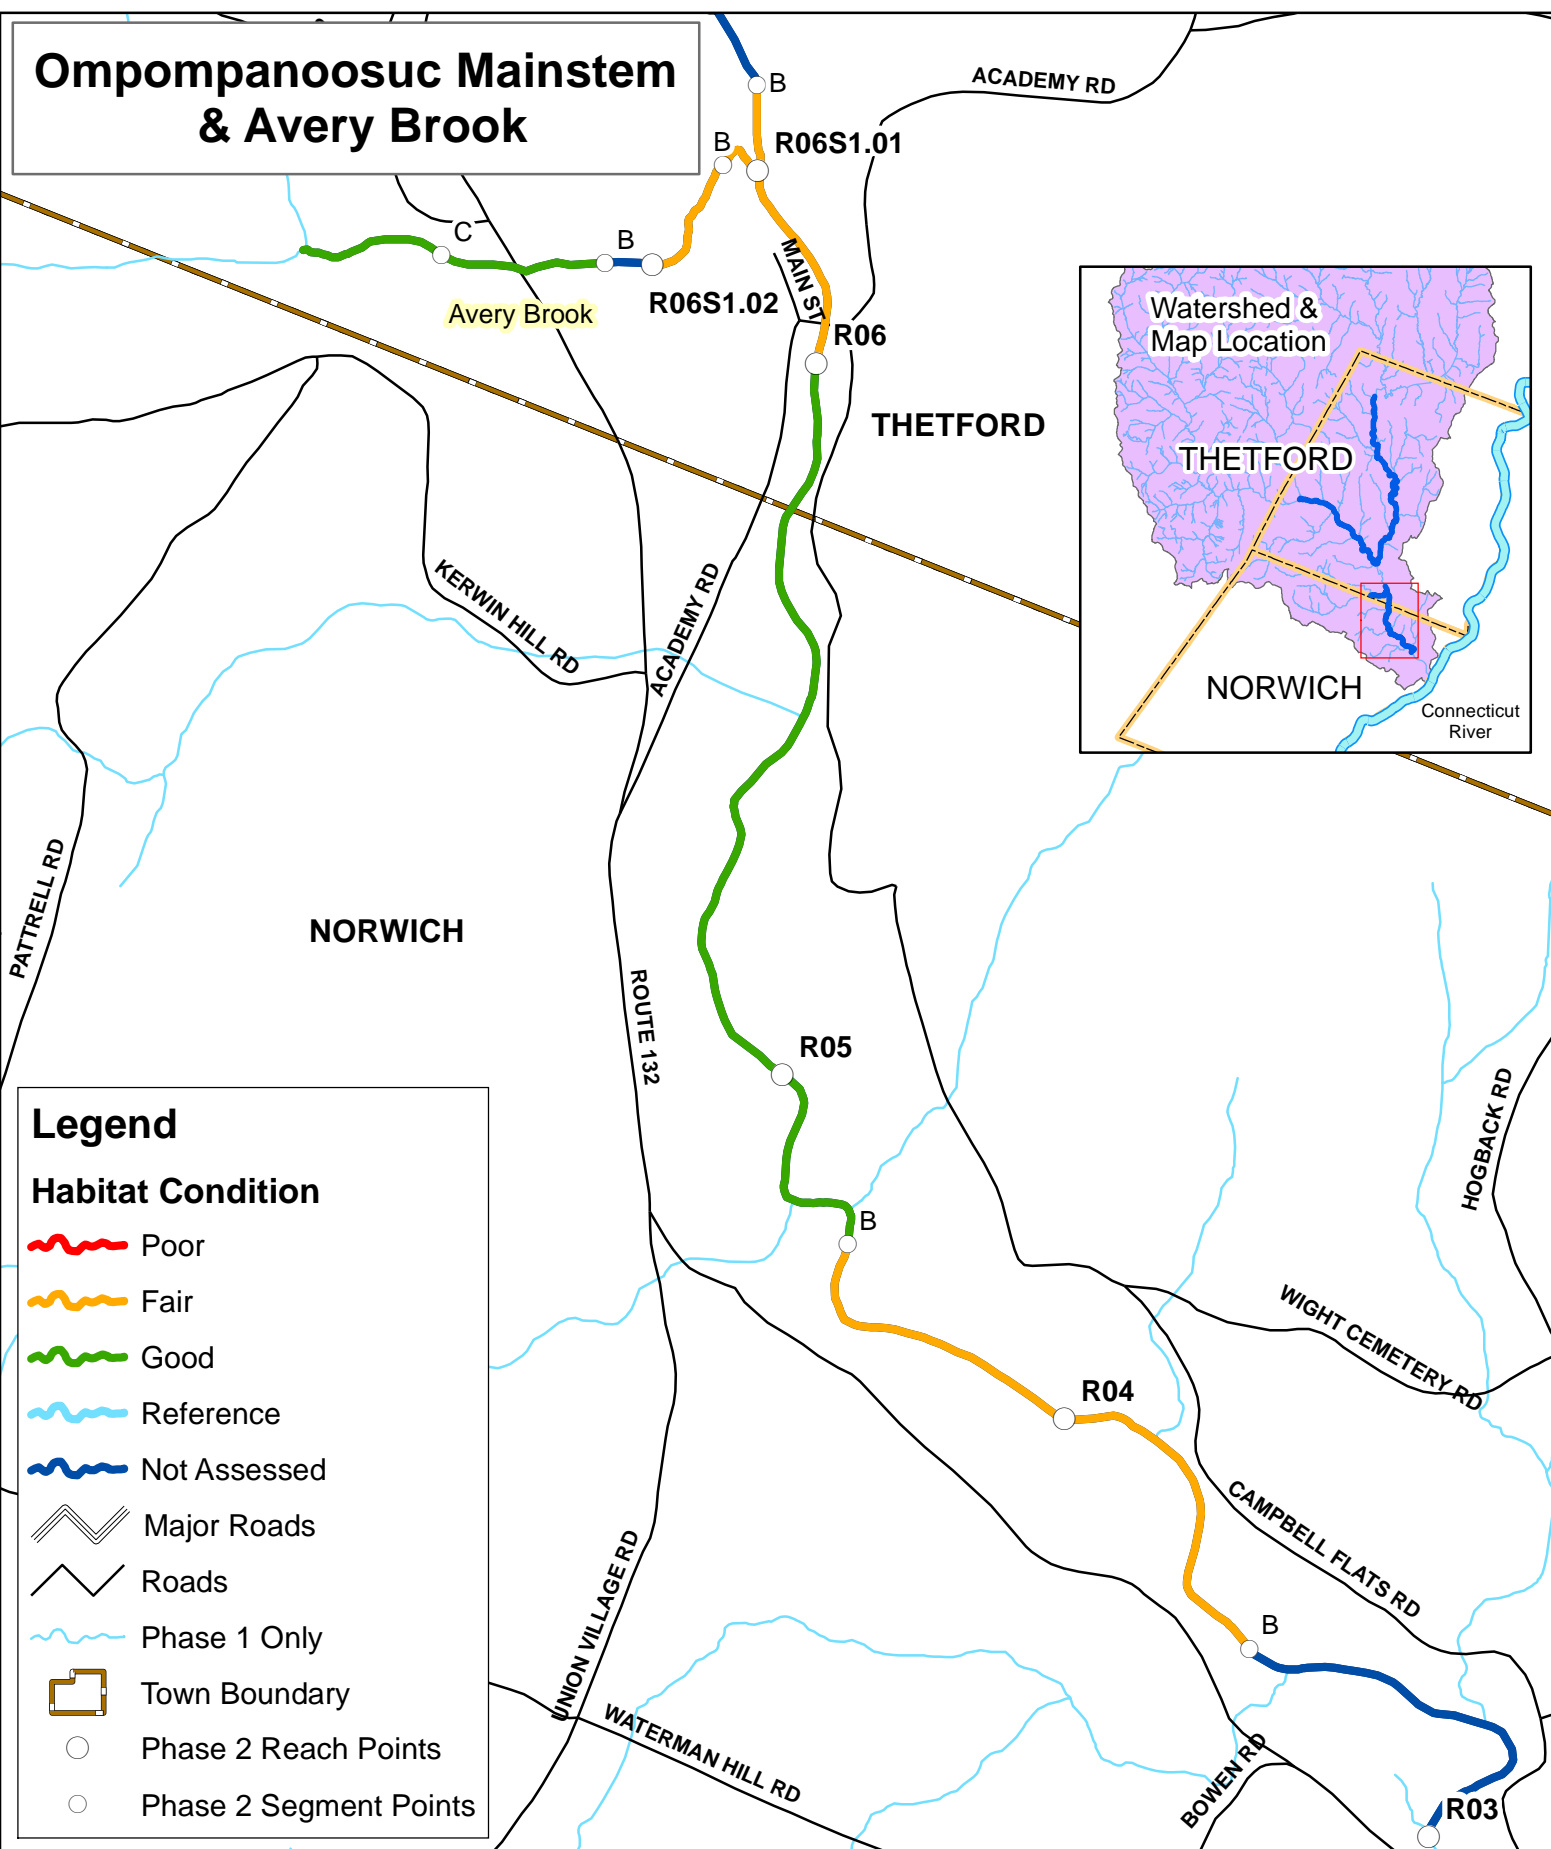 Ompompanoosuc Mainstem
& Avery Brook
B
ACADEMY RD
B
R06S1.01
C
B
MAIN ST
R06S1.02
Avery Brook
R06
THETFORD
Watershed &
Map Location
THETFORD
NORWICH
Connecticut
River
KERWIN HILL RD
ACADEMY RD
PATTRELL RD
NORWICH
ROUTE 132
R05
HOGBACK RD
B
WIGHT CEMETERY RD
R04
CAMPBELL FLATS RD
UNION VILLAGE RD
B
WATERMAN HILL RD
BOWEN RD
R03
Legend
Habitat Condition
Poor
Fair
Good
Reference
Not Assessed
Major Roads
Roads
Phase 1 Only
Town Boundary
Phase 2 Reach Points
Phase 2 Segment Points